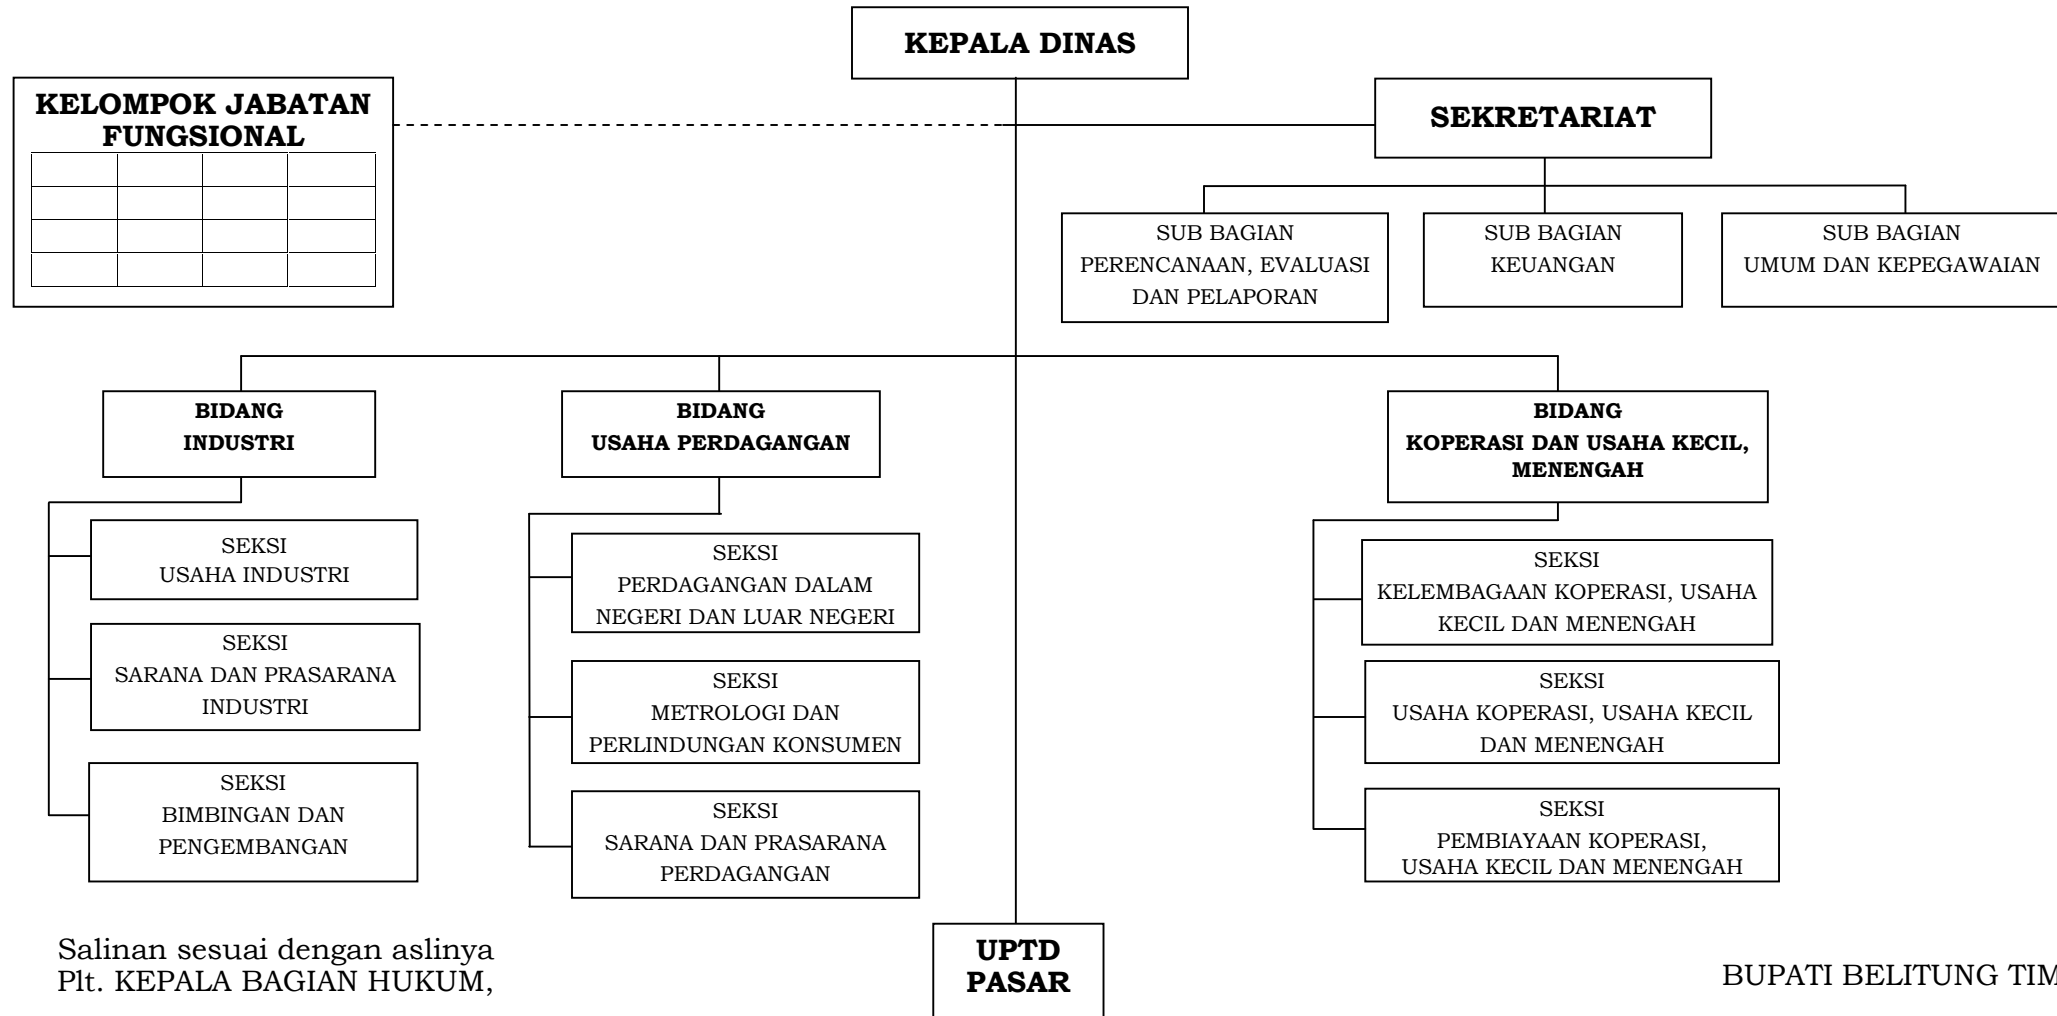 KEPALA DINAS
KELOMPOK JABATAN
FUNGSIONAL
SEKRETARIAT
SUB BAGIAN
PERENCANAAN, EVALUASI
DAN PELAPORAN
SUB BAGIAN
KEUANGAN
SUB BAGIAN
UMUM DAN KEPEGAWAIAN
BIDANG
INDUSTRI
BIDANG
USAHA PERDAGANGAN
BIDANG
KOPERASI DAN USAHA KECIL,
MENENGAH
SEKSI
USAHA INDUSTRI
SEKSI
SARANA DAN PRASARANA
INDUSTRI
SEKSI
BIMBINGAN DAN
PENGEMBANGAN
SEKSI
PERDAGANGAN DALAM
NEGERI DAN LUAR NEGERI
SEKSI
METROLOGI DAN
PERLINDUNGAN KONSUMEN
SEKSI
SARANA DAN PRASARANA
PERDAGANGAN
SEKSI
KELEMBAGAAN KOPERASI, USAHA
KECIL DAN MENENGAH
SEKSI
USAHA KOPERASI, USAHA KECIL
DAN MENENGAH
SEKSI
PEMBIAYAAN KOPERASI,
USAHA KECIL DAN MENENGAH
UPTD
PASAR
Salinan sesuai dengan aslinya
Plt. KEPALA BAGIAN HUKUM,
BUPATI BELITUNG TIM